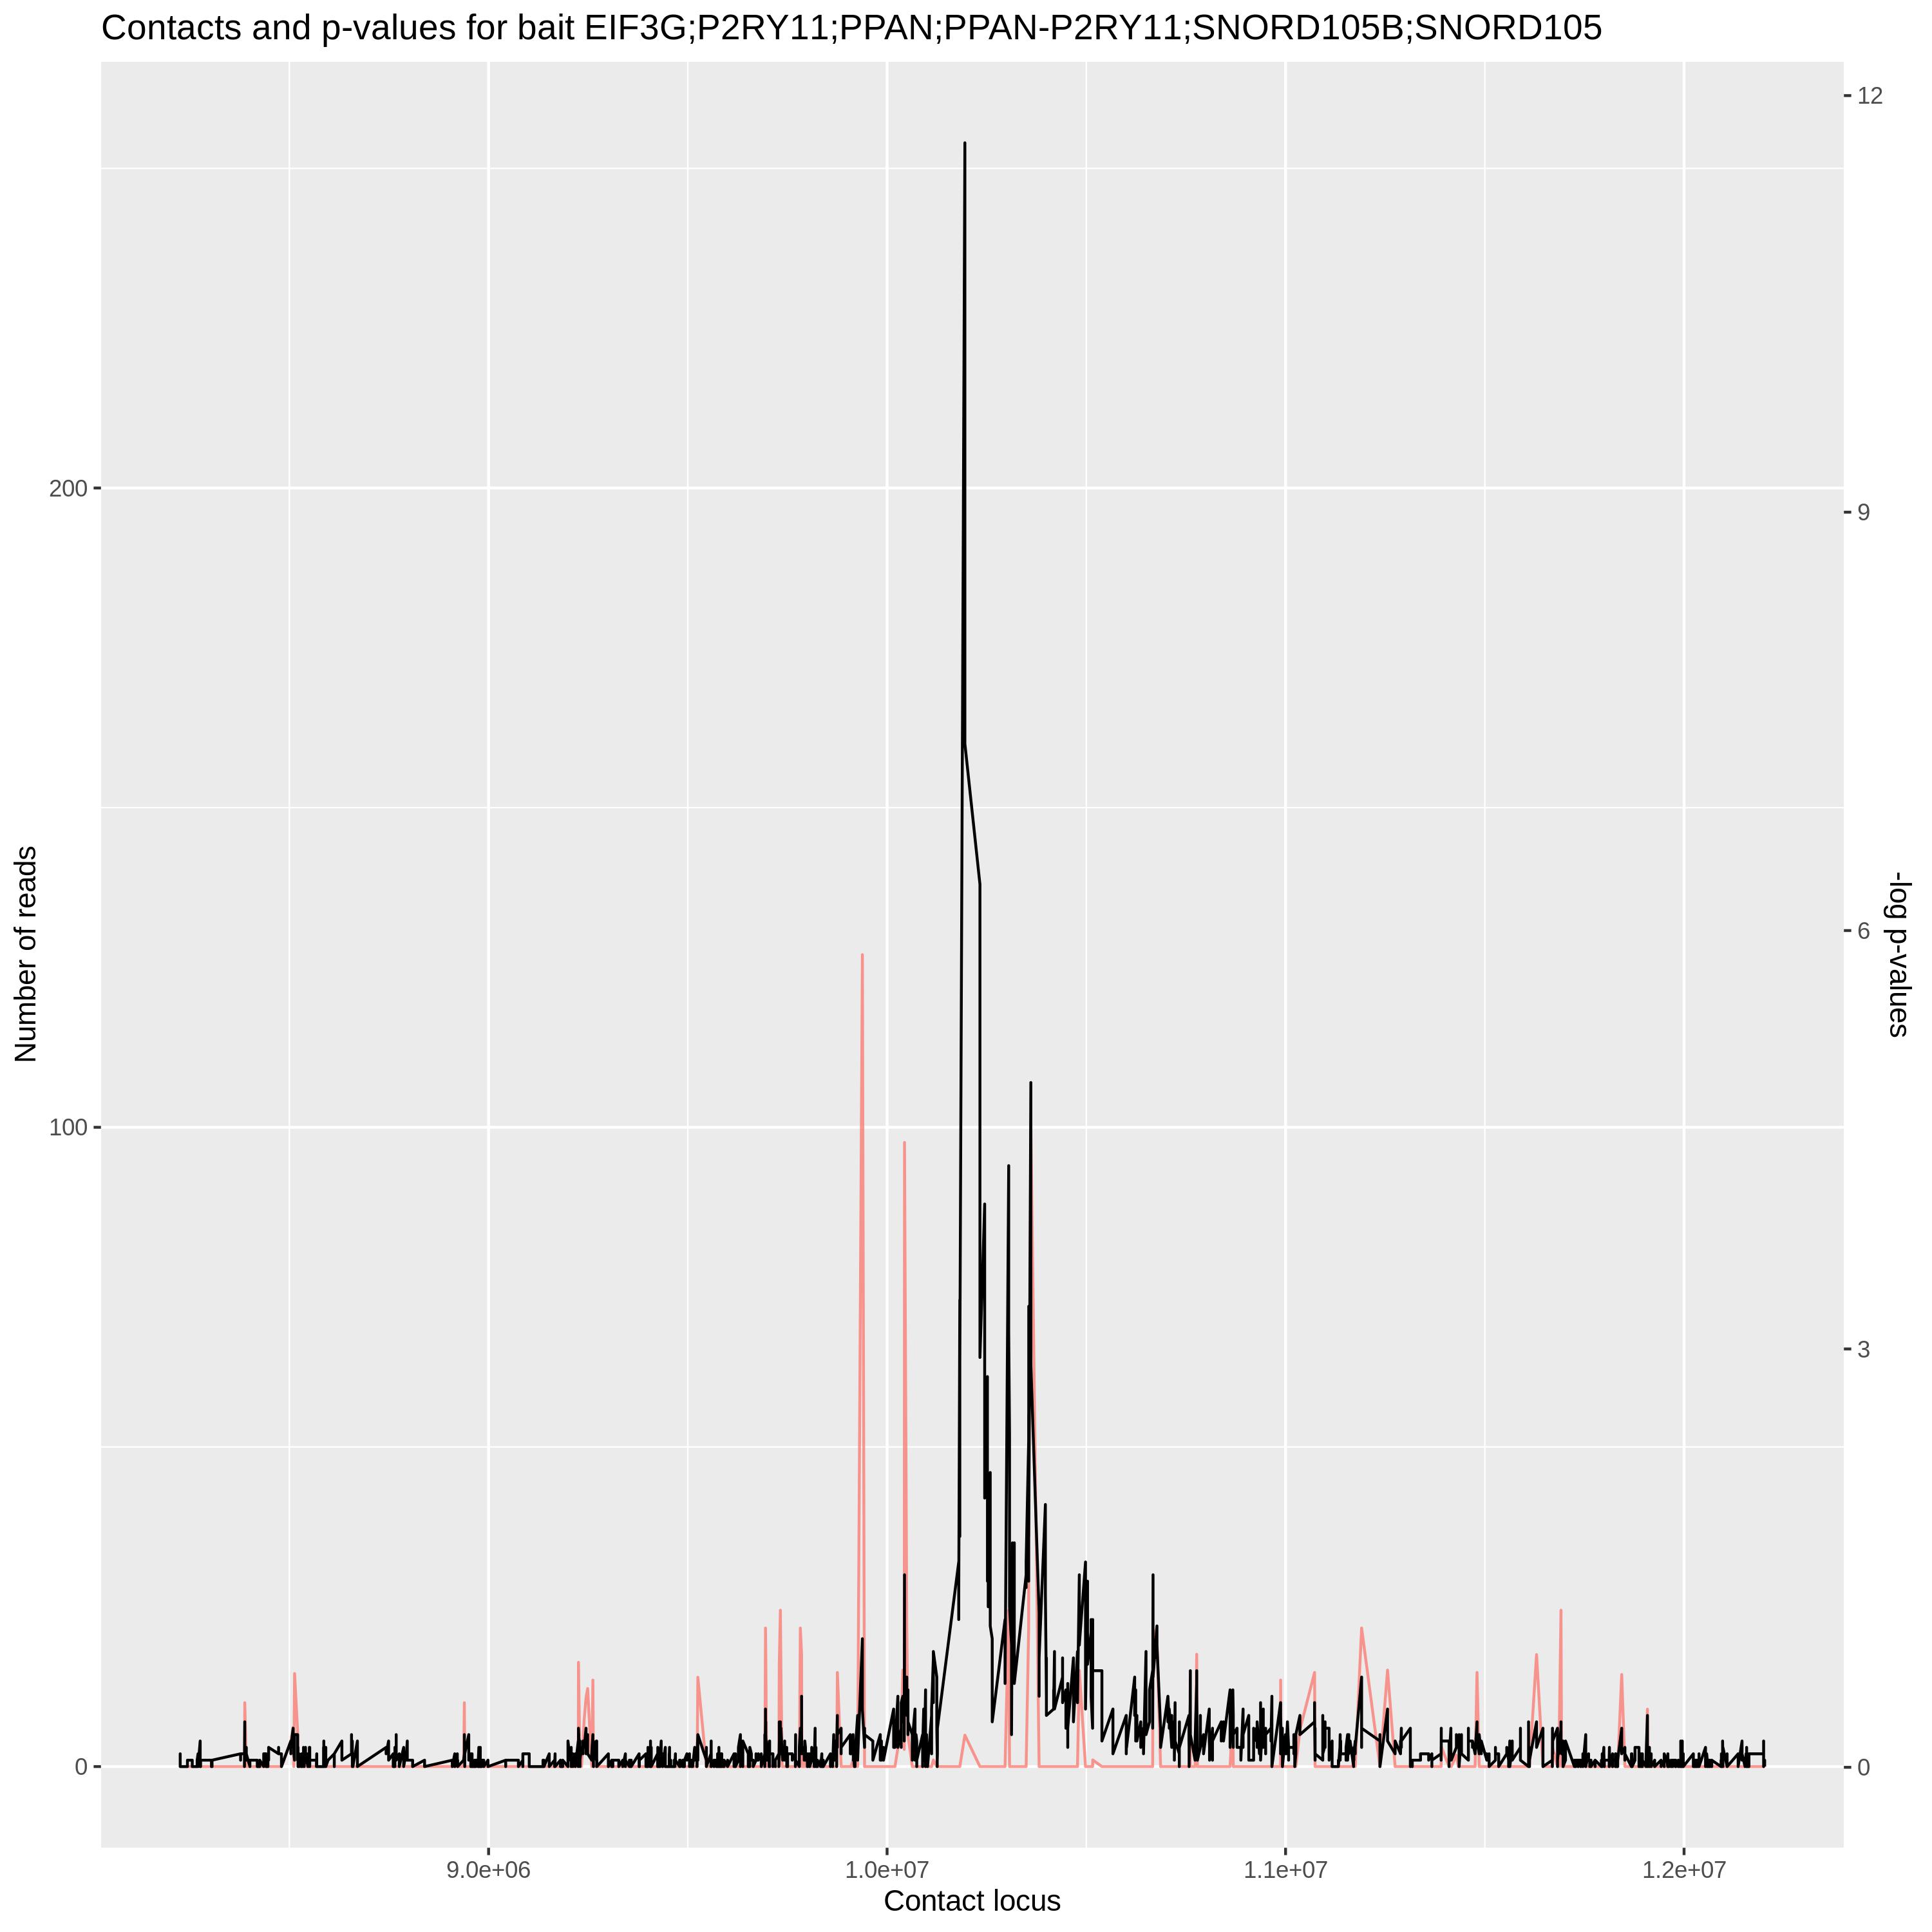 Contacts and p-values for bait EIF3G;P2RY11;PPAN;PPAN-P2RY11;SNORD105B;SNORD105
12
200
9
Number of reads
-log p-values
6
100
3
0
0
9.0e+06
1.0e+07
1.1e+07
1.2e+07
Contact locus